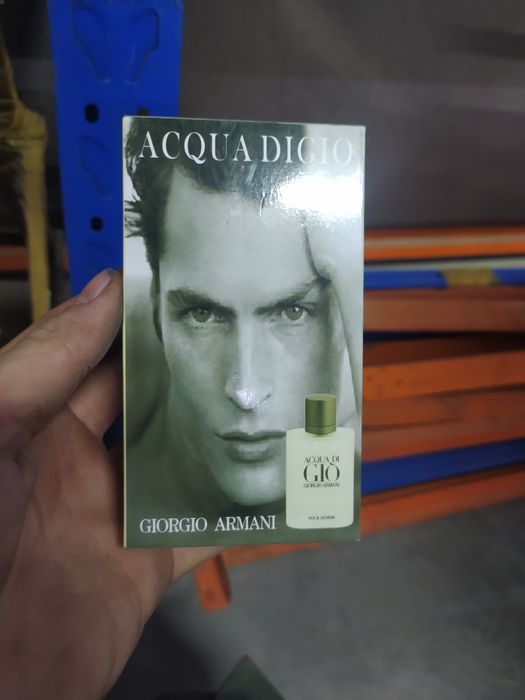 ACQUA DIGIO
ACQUA DI
GIÒ
GIORGIO ARMANI
POUR HOMME
GIORGIO ARMANI